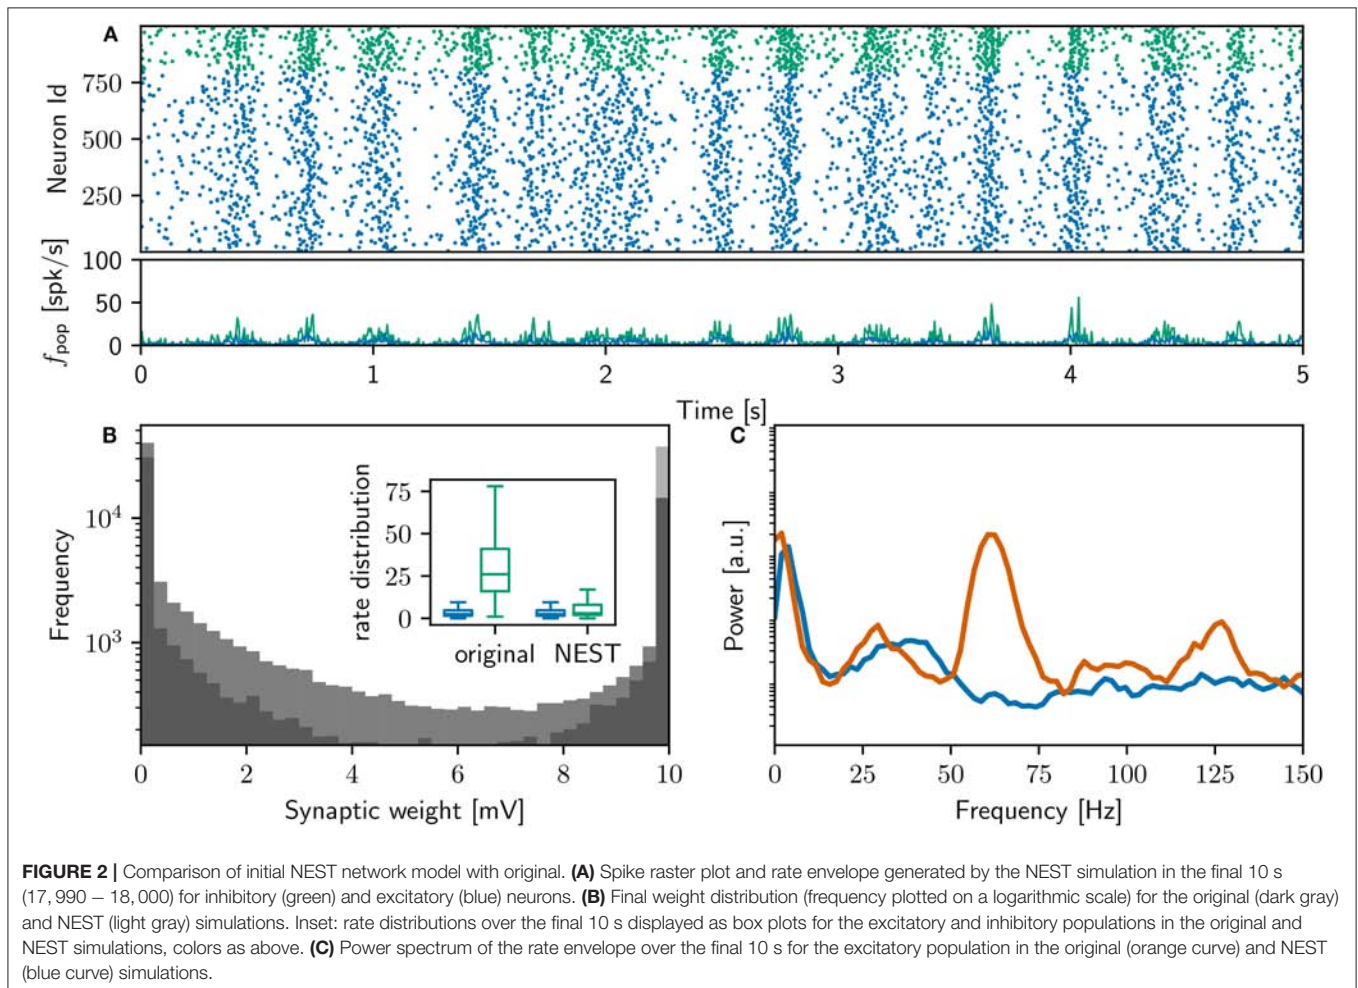 A
Neuron Id
750
500
250
f_pop [spk/s]
100
50
0
0 1 2 3 4 5
Time [s]
B
Frequency
10^4
10^3
rate distribution
75
50
25
0
original NEST
0 2 4 6 8 10
Synaptic weight [mV]
C
Power [a.u.]
0 25 50 75 100 125 150
Frequency [Hz]
FIGURE 2 | Comparison of initial NEST network model with original. (A) Spike raster plot and rate envelope generated by the NEST simulation in the final 10 s
(17, 990 – 18, 000) for inhibitory (green) and excitatory (blue) neurons. (B) Final weight distribution (frequency plotted on a logarithmic scale) for the original (dark gray)
and NEST (light gray) simulations. Inset: rate distributions over the final 10 s displayed as box plots for the excitatory and inhibitory populations in the original and
NEST simulations, colors as above. (C) Power spectrum of the rate envelope over the final 10 s for the excitatory population in the original (orange curve) and NEST
(blue curve) simulations.